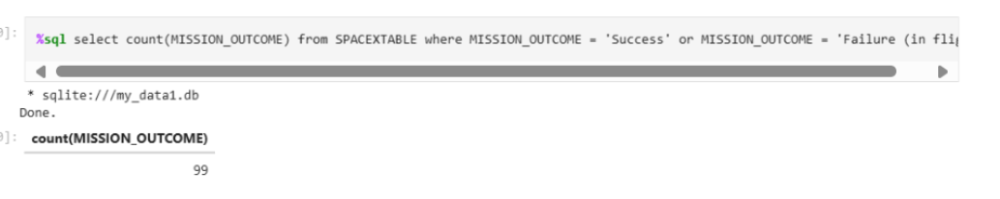 %sql select count(MISSION_OUTCOME) from SPACEXTABLE where MISSION_OUTCOME = 'Success' or MISSION_OUTCOME = 'Failure (in
* sqlite:///my_data1.db
Done.
count(MISSION_OUTCOME)
99